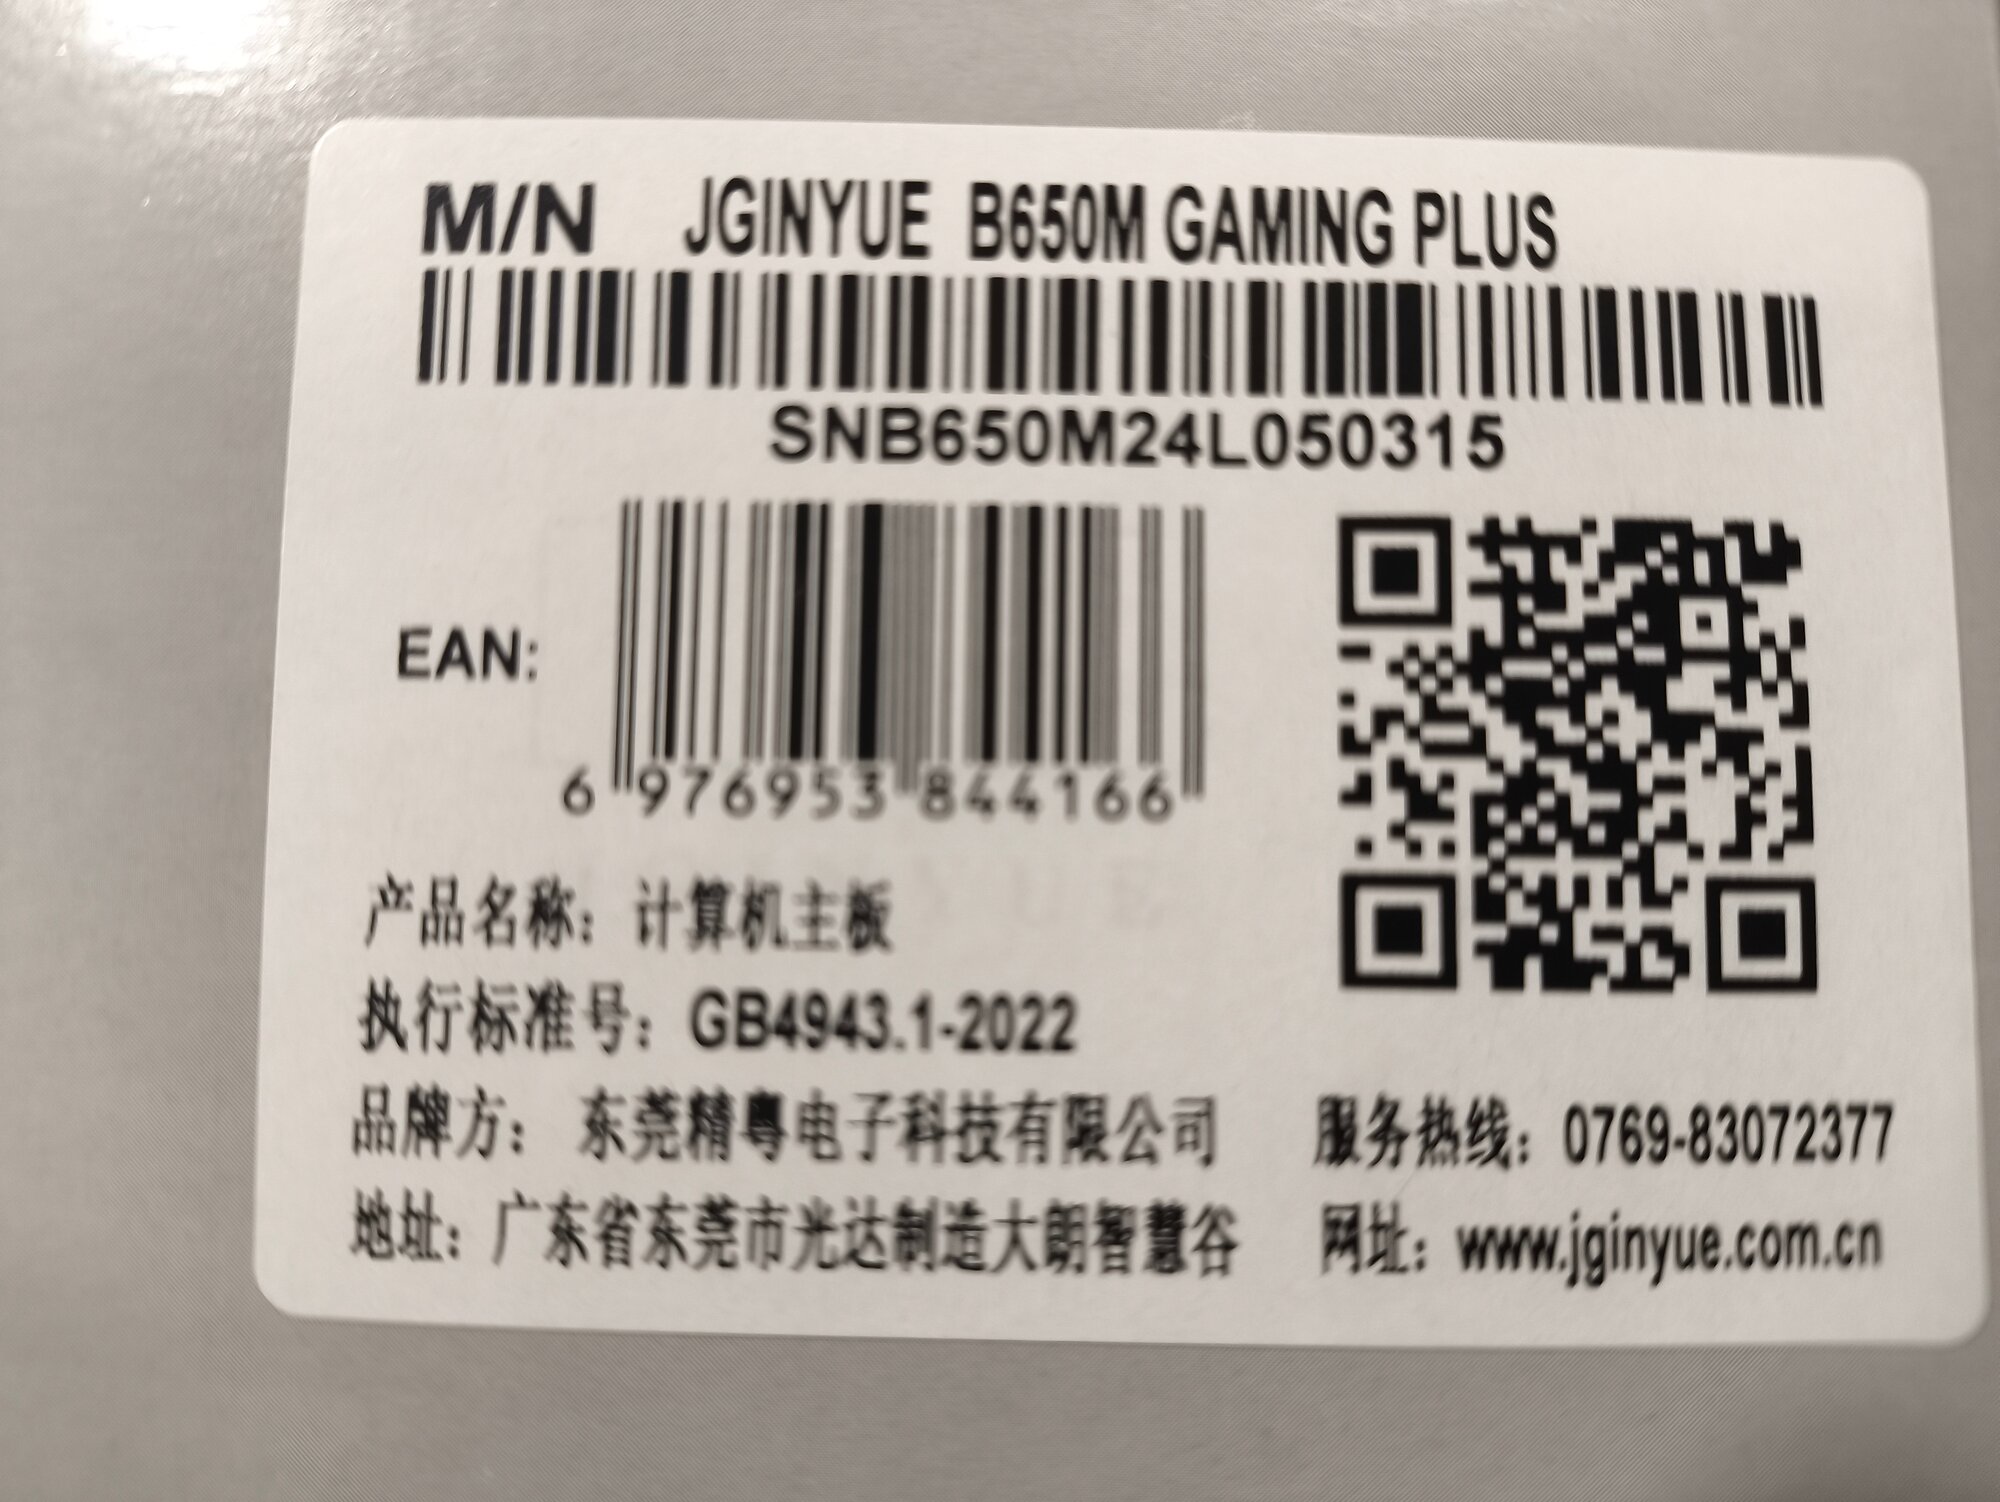 M/N JGINYUE B650M GAMING PLUS
SNB650M24L050315
EAN:
6 976953 844166
产品名称：计算机主板
执行标准号：GB4943.1-2022
品牌方：东莞精粤电子科技有限公司
服务热线：0769-83072377
地址：广东省东莞市光达制造大朗智慧谷
网址：www.jginyue.com.cn